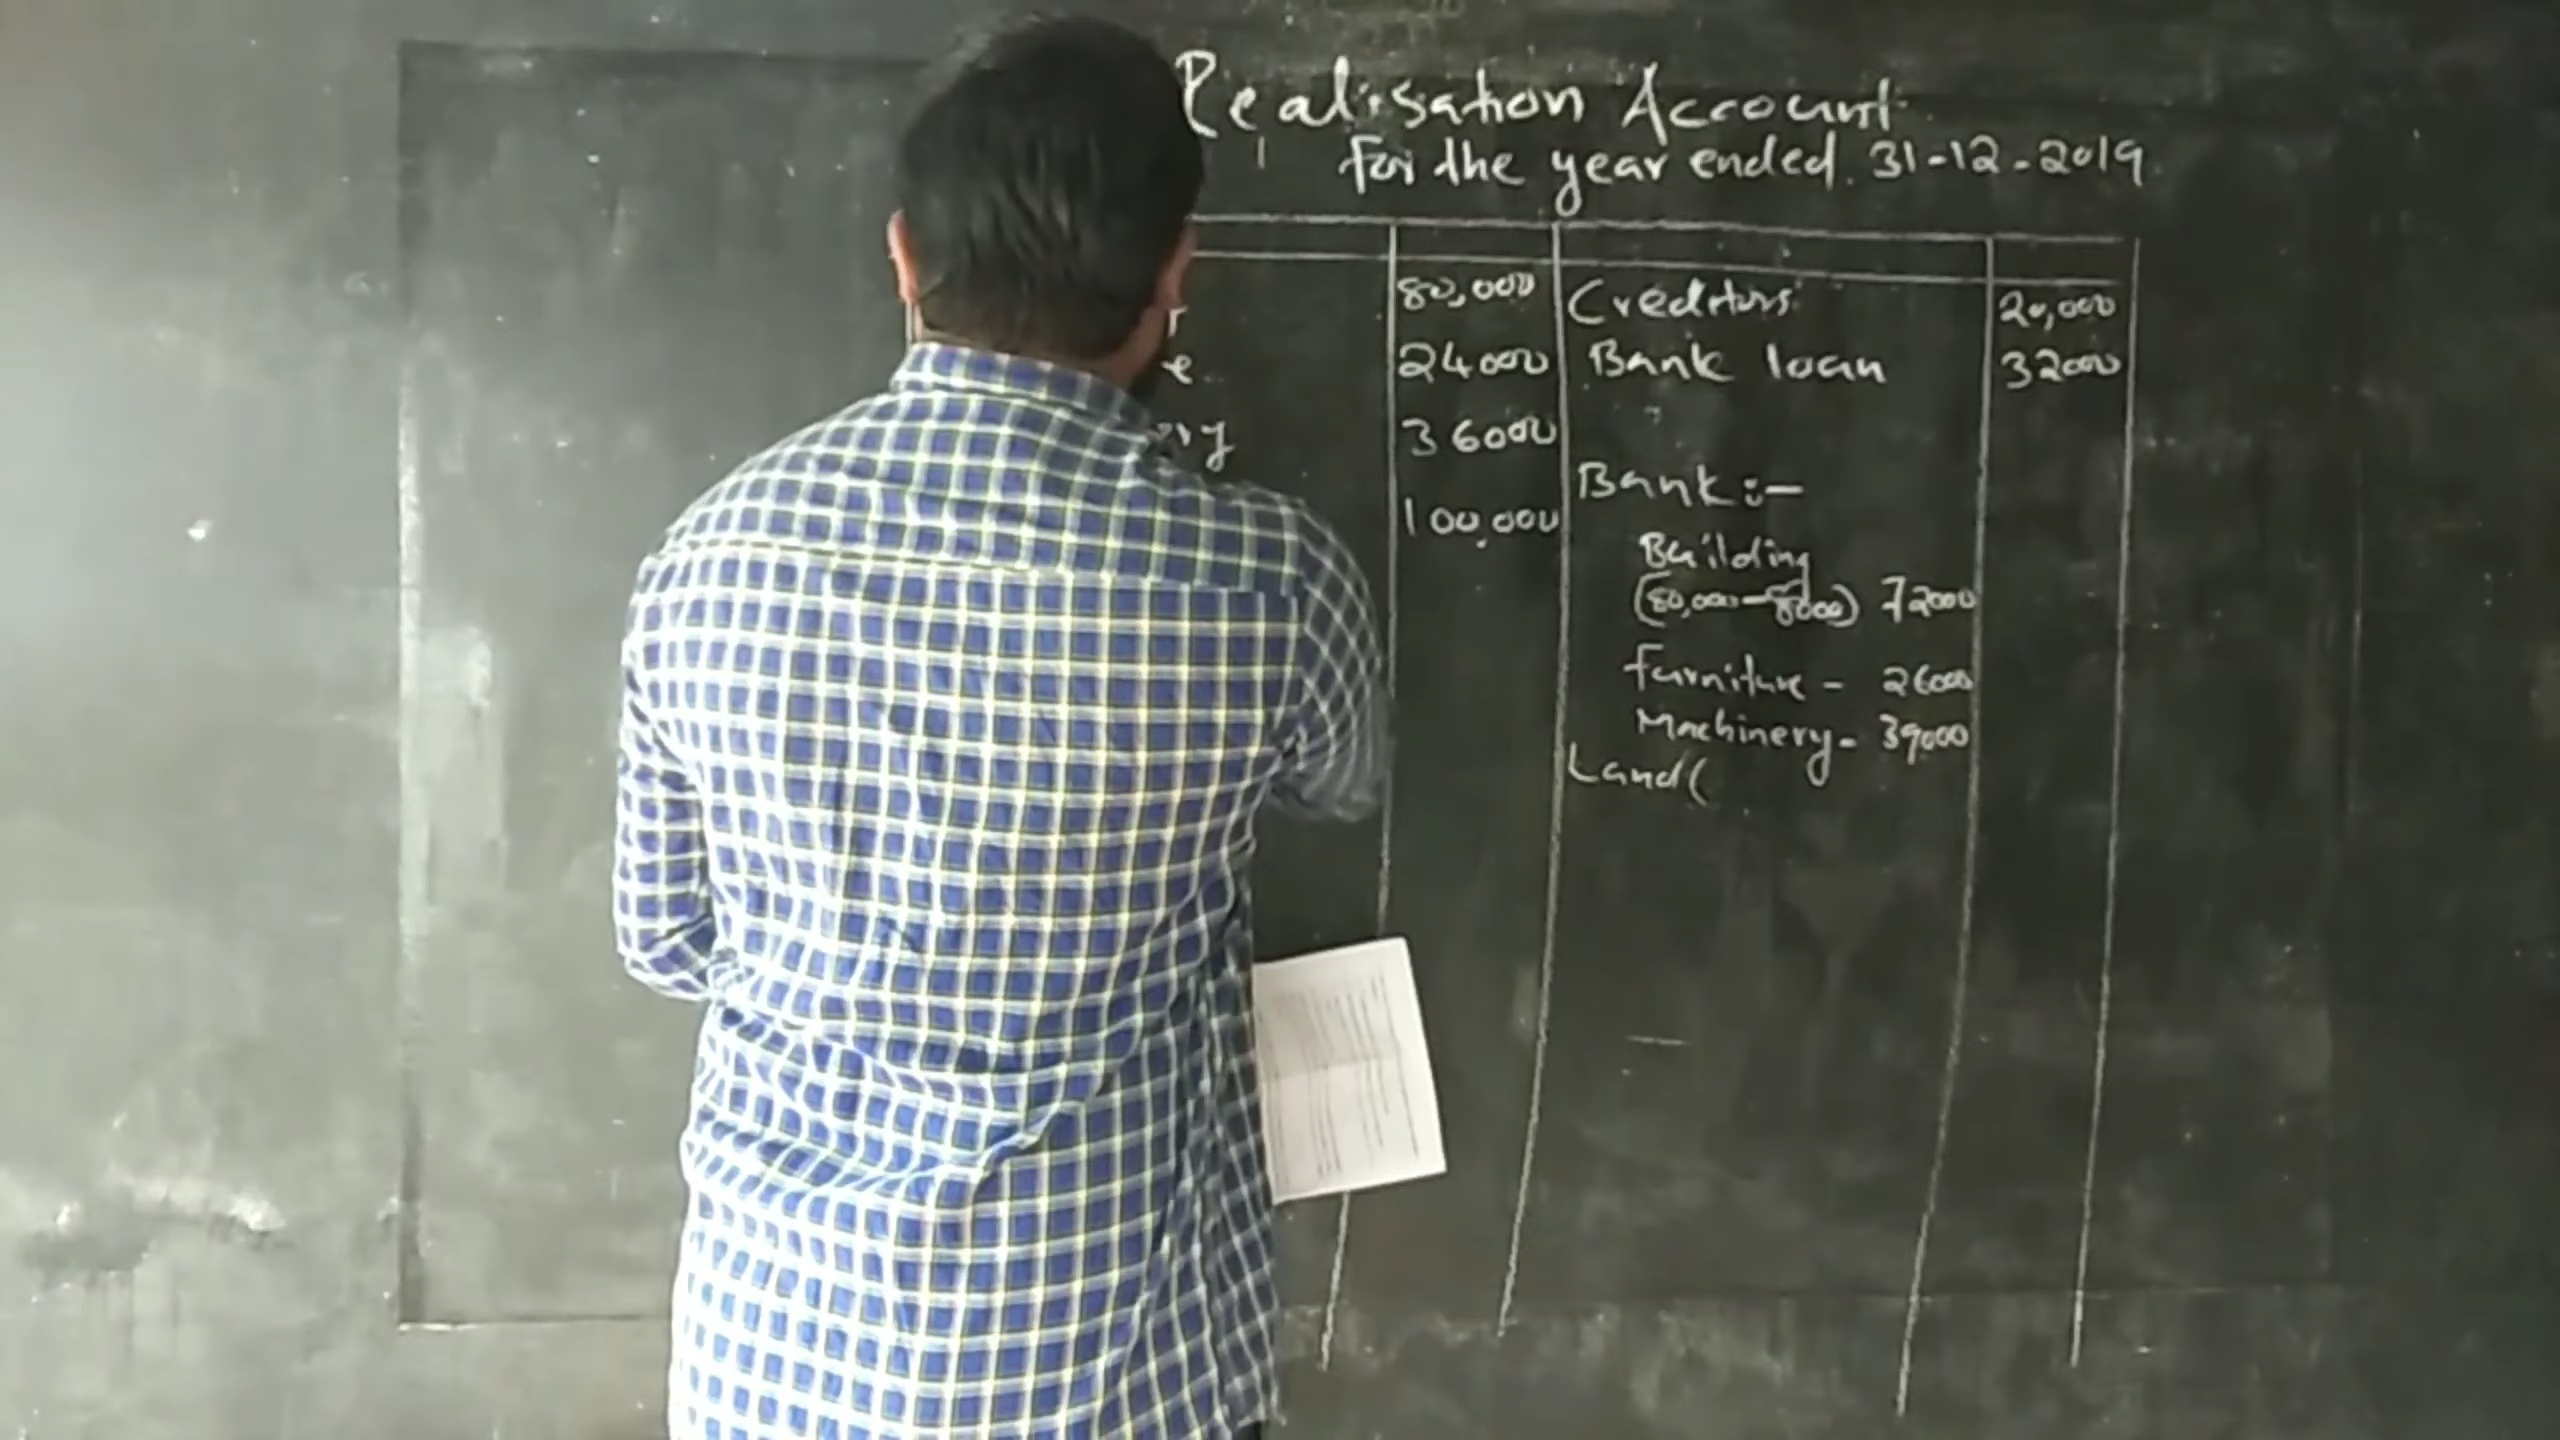 Realisation Account
for the year ended. 31-12-2019
80,000 Creditors 20,000
24000 Bank loan 32000
36000
Bank:-
100,000
Building
(80,000-8000) 72000
Furniture - 26000
Machinery - 39000
Land (